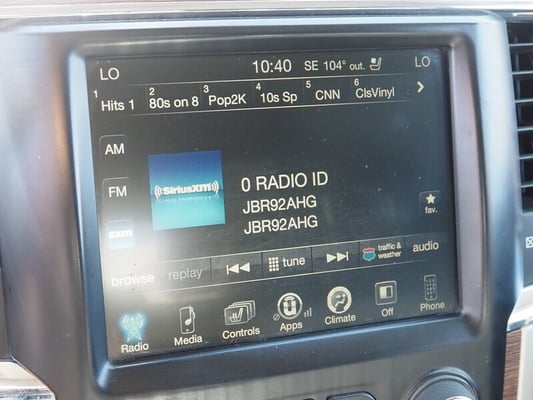 LO 10:40 SE 104° out. LO
1 Hits 1 2 80s on 8 3 Pop2K 4 10s Sp 5 CNN 6 ClsVinyl
AM
FM
sxm
((SiriusXM))
0 RADIO ID
JBR92AHG
JBR92AHG
fav.
browse replay tune traffic & weather audio
Radio Media Controls Apps Climate Off Phone